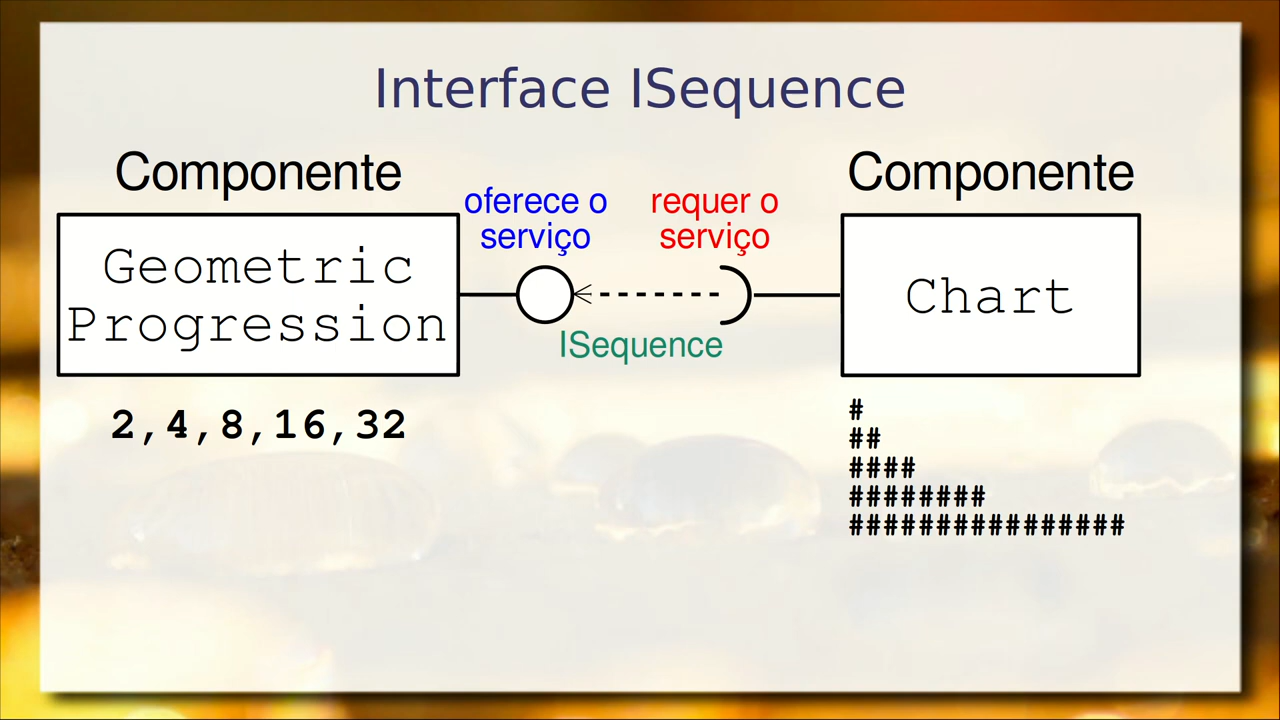 Interface ISequence
Componente
Componente
oferece o
serviço
requer o
serviço
Geometric
Progression
Chart
ISequence
2,4,8,16,32
#
##
####
########
################